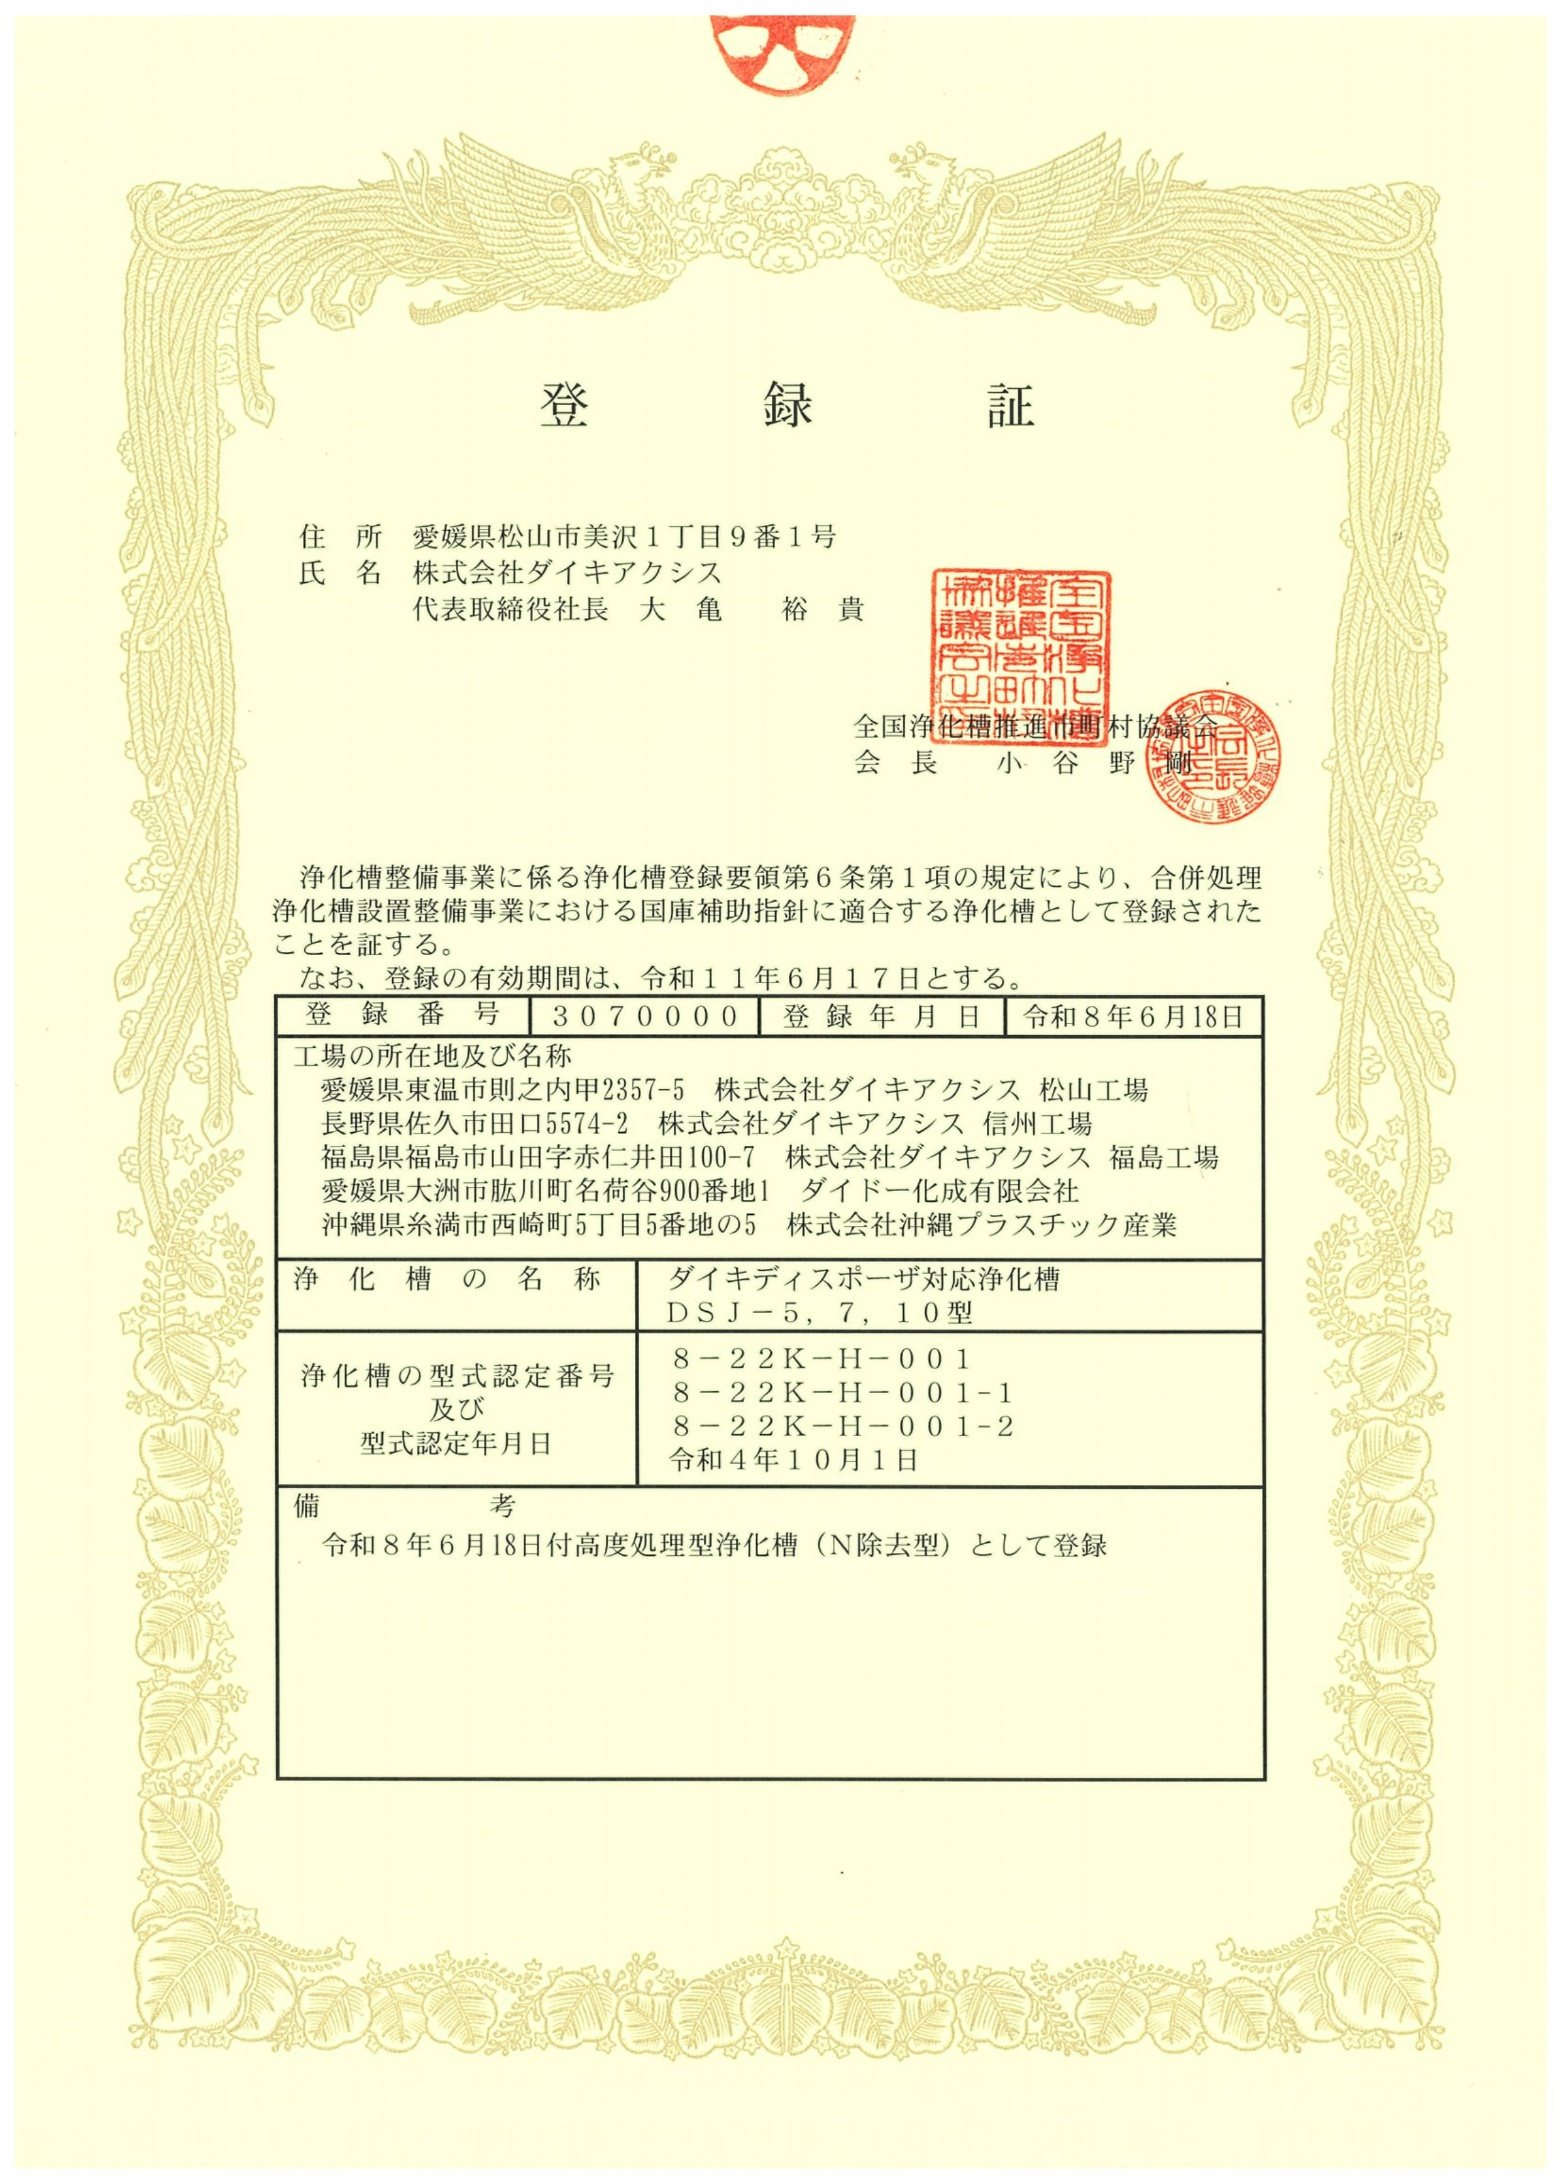 登録証
住所 愛媛県松山市美沢１丁目９番１号
氏名 株式会社ダイキアクシス
代表取締役社長 大亀 裕貴
全国浄化槽推進市町村協議会
会長 小谷野 剛
浄化槽整備事業に係る浄化槽登録要領第６条第１項の規定により、合併処理
浄化槽設置整備事業における国庫補助指針に適合する浄化槽として登録された
ことを証する。
なお、登録の有効期間は、令和１１年６月１７日とする。
登録番号 ３０７００００ 登録年月日 令和８年６月18日
工場の所在地及び名称
愛媛県東温市則之内甲2357-5 株式会社ダイキアクシス 松山工場
長野県佐久市田口5574-2 株式会社ダイキアクシス 信州工場
福島県福島市山田字赤仁井田100-7 株式会社ダイキアクシス 福島工場
愛媛県大洲市肱川町名荷谷900番地1 ダイドー化成有限会社
沖縄県糸満市西崎町5丁目5番地の5 株式会社沖縄プラスチック産業
浄化槽の名称 ダイキディスポーザ対応浄化槽
ＤＳＪ－５，７，１０型
浄化槽の型式認定番号
及び
型式認定年月日
８－２２Ｋ－Ｈ－００１
８－２２Ｋ－Ｈ－００１-１
８－２２Ｋ－Ｈ－００１-２
令和４年１０月１日
備考
令和８年６月18日付高度処理型浄化槽（Ｎ除去型）として登録